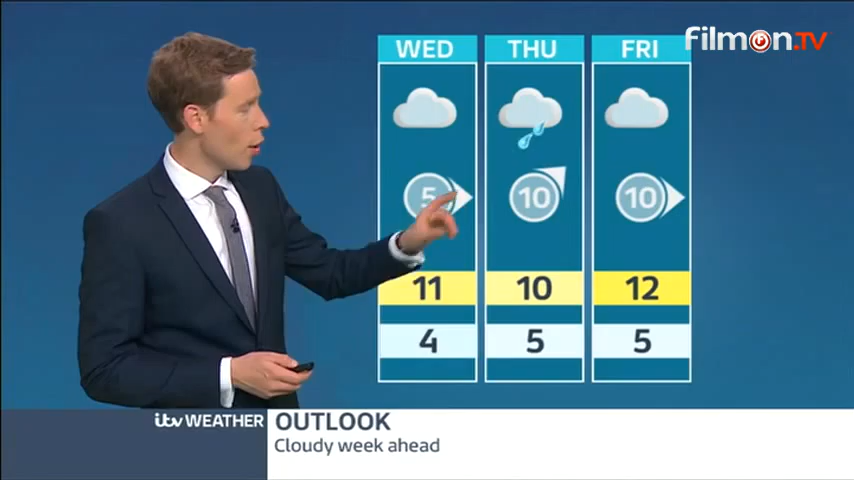 WED THU FRI
filmon.tv
5 10 10
11 10 12
4 5 5
itv WEATHER
OUTLOOK
Cloudy week ahead